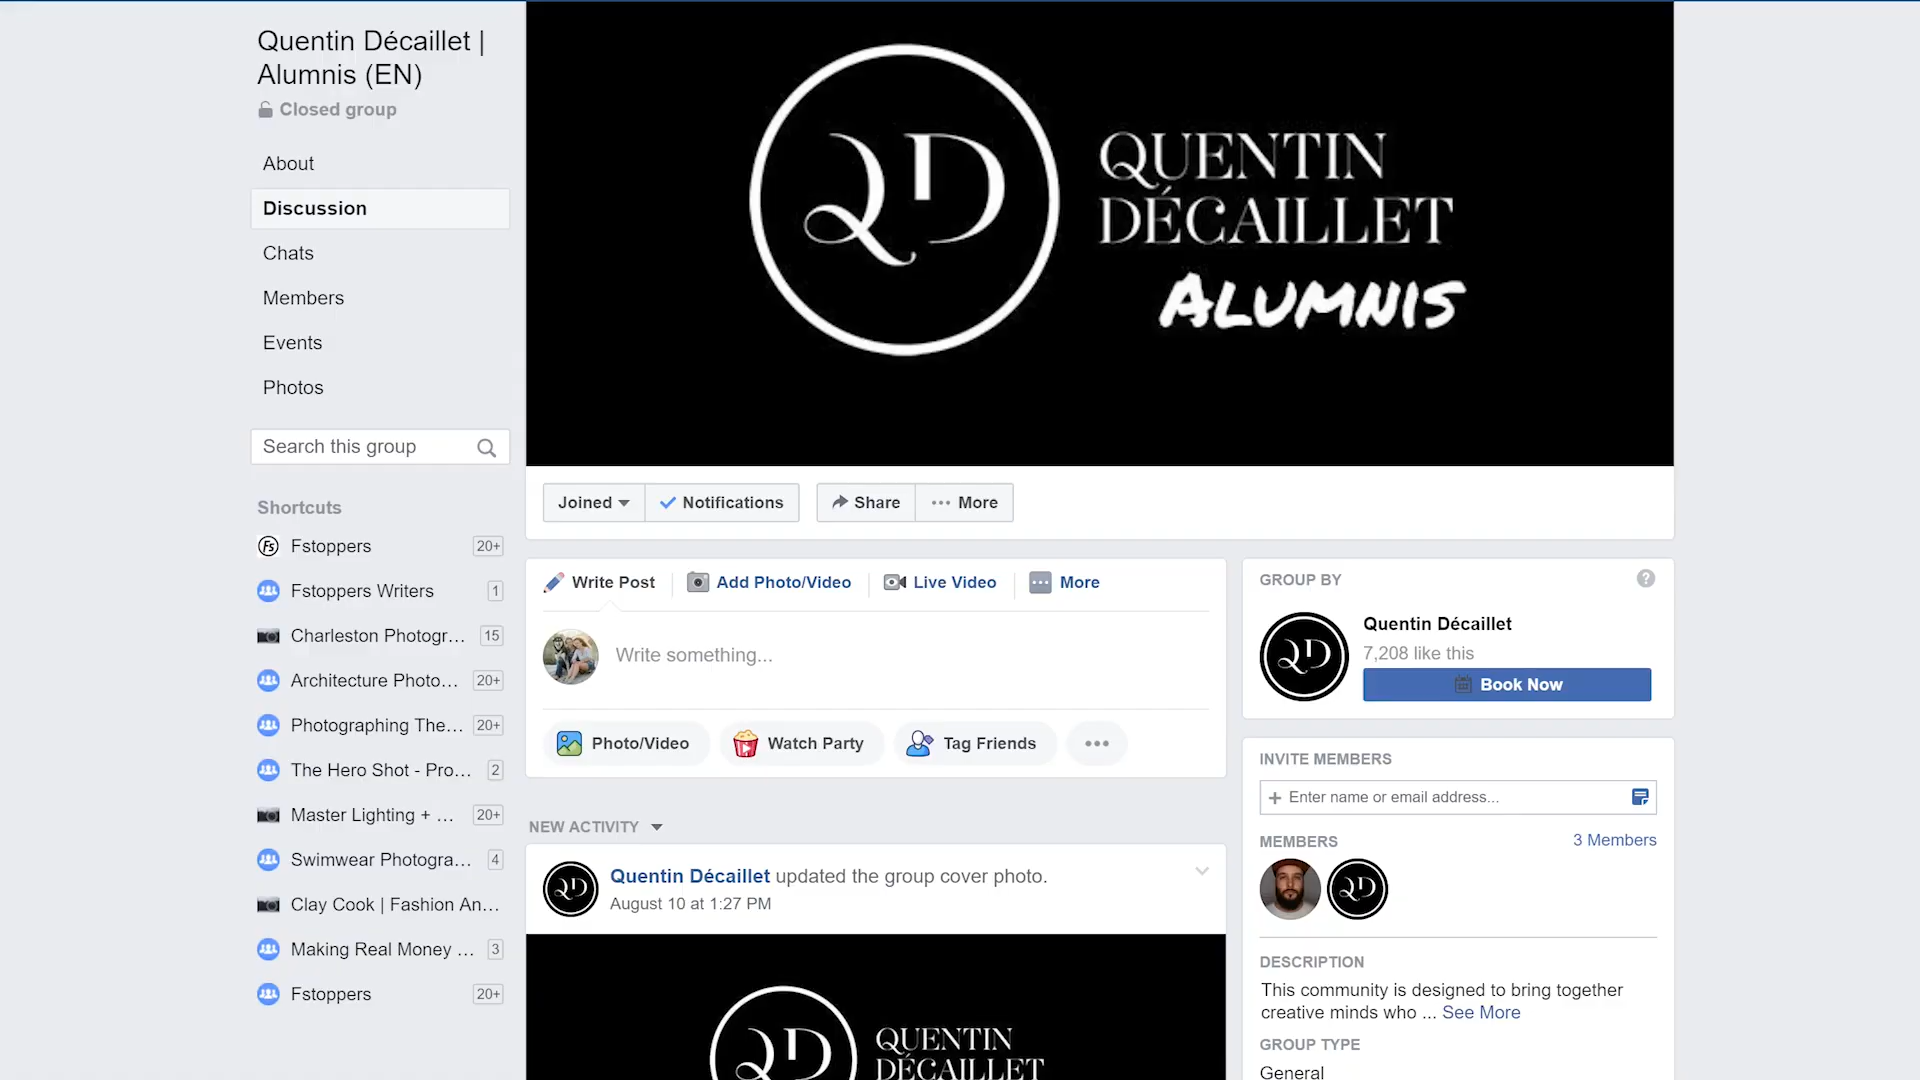 Quentin Décaillet |
Alumnis (EN)
Closed group
About
Discussion
Chats
Members
Events
Photos
Search this group
Shortcuts
Fs Fstoppers 20+
Fstoppers Writers 1
Charleston Photogr... 15
Architecture Photo... 20+
Photographing The... 20+
The Hero Shot - Pro... 2
Master Lighting + ... 20+
Swimwear Photogra... 4
Clay Cook | Fashion An...
Making Real Money ... 3
Fstoppers 20+
QD
QUENTIN
DÉCAILLET
ALUMNIS
Joined
Notifications
Share
More
Write Post
Add Photo/Video
Live Video
More
Write something...
Photo/Video
Watch Party
Tag Friends
NEW ACTIVITY
QD
Quentin Décaillet updated the group cover photo.
August 10 at 1:27 PM
QD
QUENTIN
DÉCAILLET
GROUP BY
?
QD
Quentin Décaillet
7,208 like this
Book Now
INVITE MEMBERS
+ Enter name or email address...
MEMBERS
3 Members
QD
DESCRIPTION
This community is designed to bring together
creative minds who ... See More
GROUP TYPE
General